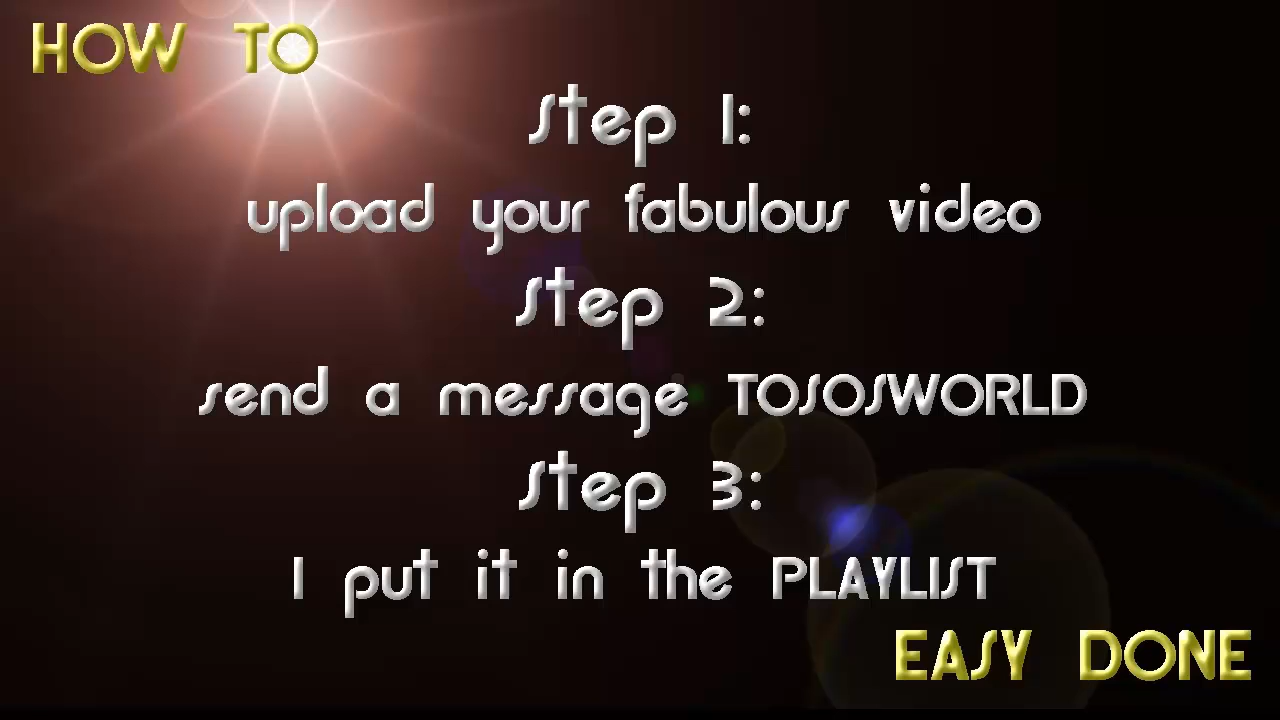 HOW TO
Step 1:
upload your fabulous video
Step 2:
send a message TOSOSWORLD
Step 3:
I put it in the PLAYLIST
EASY DONE